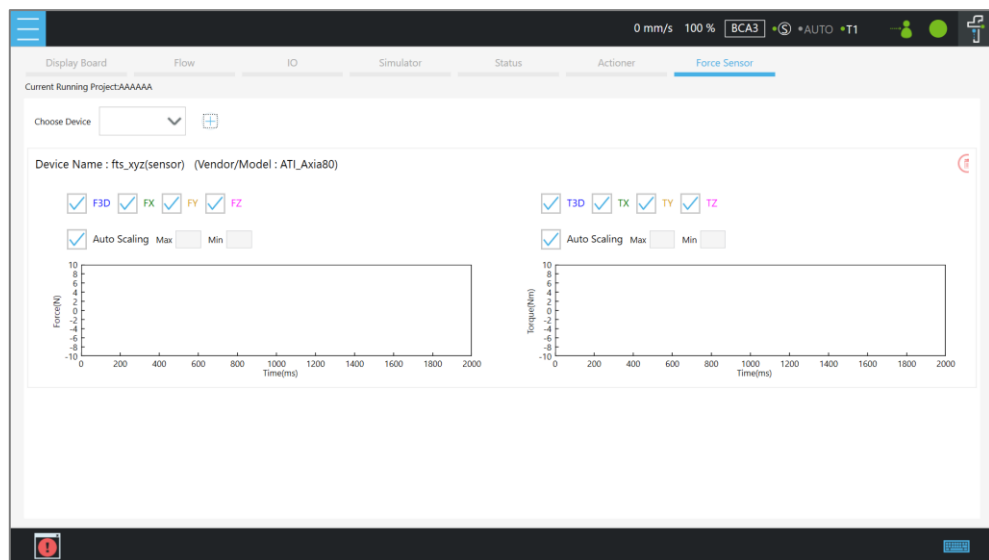 0 mm/s 100 % BCA3 S AUTO T1
Display Board Flow IO Simulator Status Actioner Force Sensor
Current Running Project:AAAAAA
Choose Device
Device Name : fts_xyz(sensor) (Vendor/Model : ATI_Axia80)
F3D FX FY FZ
Auto Scaling Max Min
10
8
6
4
2
0
-2
-4
-6
-8
-10
Force(N)
0 200 400 600 800 1000 1200 1400 1600 1800 2000
Time(ms)
T3D TX TY TZ
Auto Scaling Max Min
10
8
6
4
2
0
-2
-4
-6
-8
-10
Torque(Nm)
0 200 400 600 800 1000 1200 1400 1600 1800 2000
Time(ms)